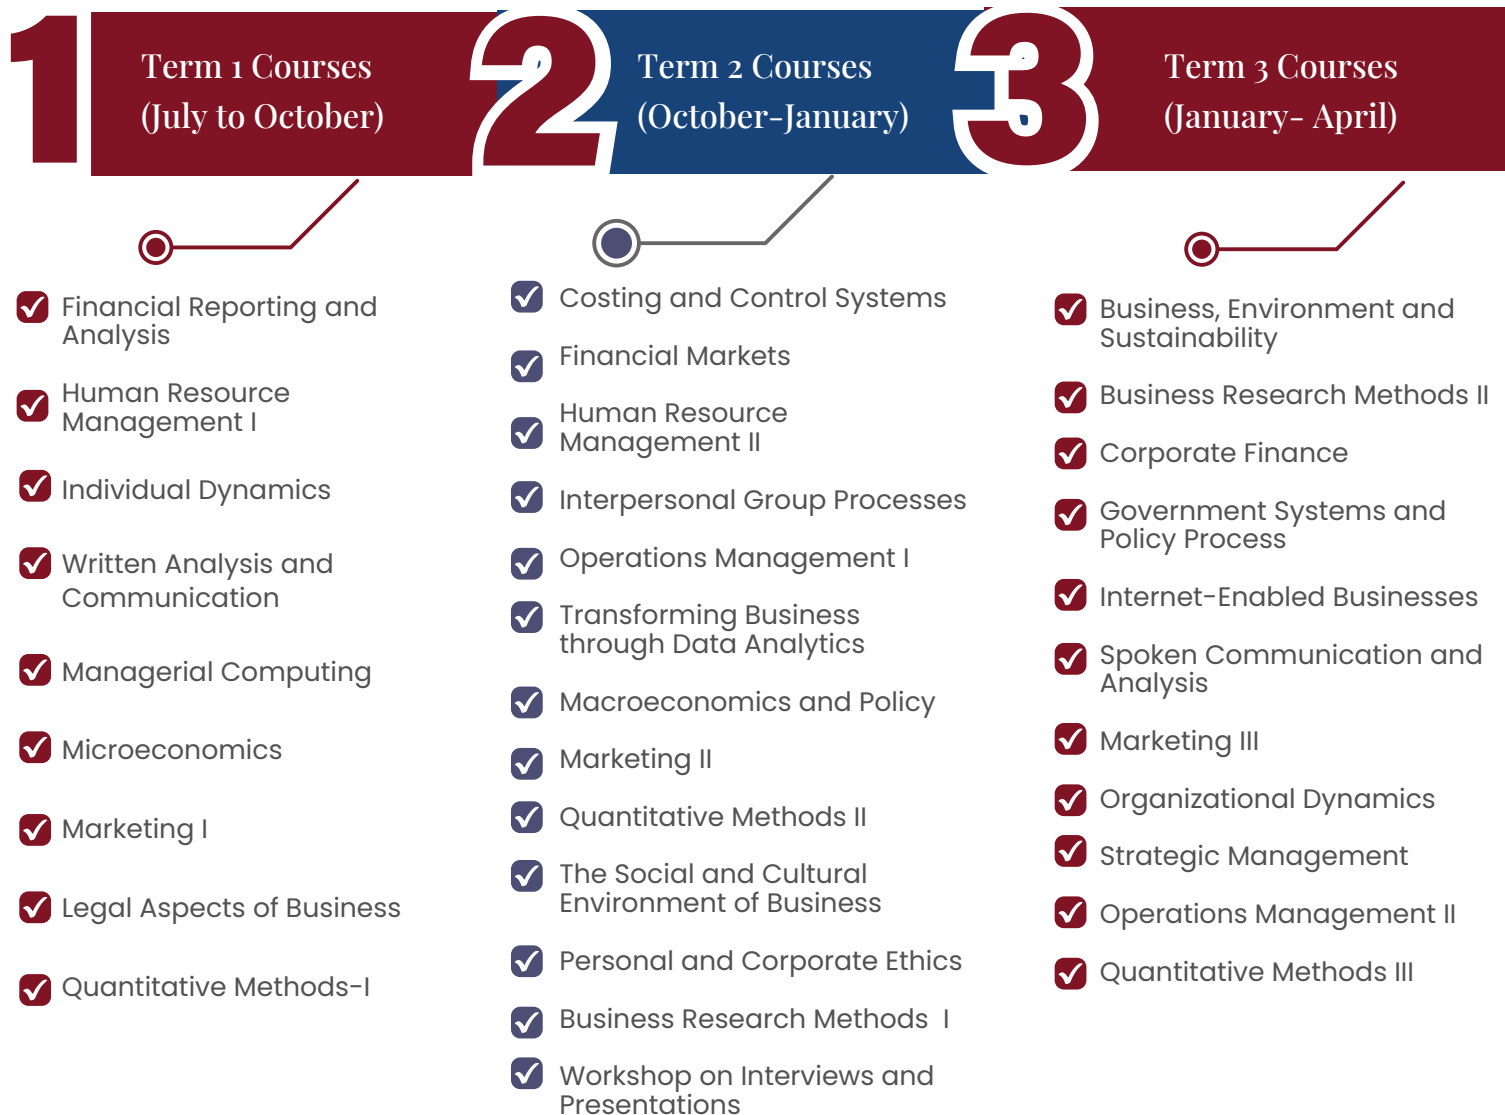 1
Term 1 Courses
(July to October)
Financial Reporting and
Analysis
Human Resource
Management I
Individual Dynamics
Written Analysis and
Communication
Managerial Computing
Microeconomics
Marketing I
Legal Aspects of Business
Quantitative Methods-I
2
Term 2 Courses
(October-January)
Costing and Control Systems
Financial Markets
Human Resource
Management II
Interpersonal Group Processes
Operations Management I
Transforming Business
through Data Analytics
Macroeconomics and Policy
Marketing II
Quantitative Methods II
The Social and Cultural
Environment of Business
Personal and Corporate Ethics
Business Research Methods I
Workshop on Interviews and
Presentations
3
Term 3 Courses
(January- April)
Business, Environment and
Sustainability
Business Research Methods II
Corporate Finance
Government Systems and
Policy Process
Internet-Enabled Businesses
Spoken Communication and
Analysis
Marketing III
Organizational Dynamics
Strategic Management
Operations Management II
Quantitative Methods III